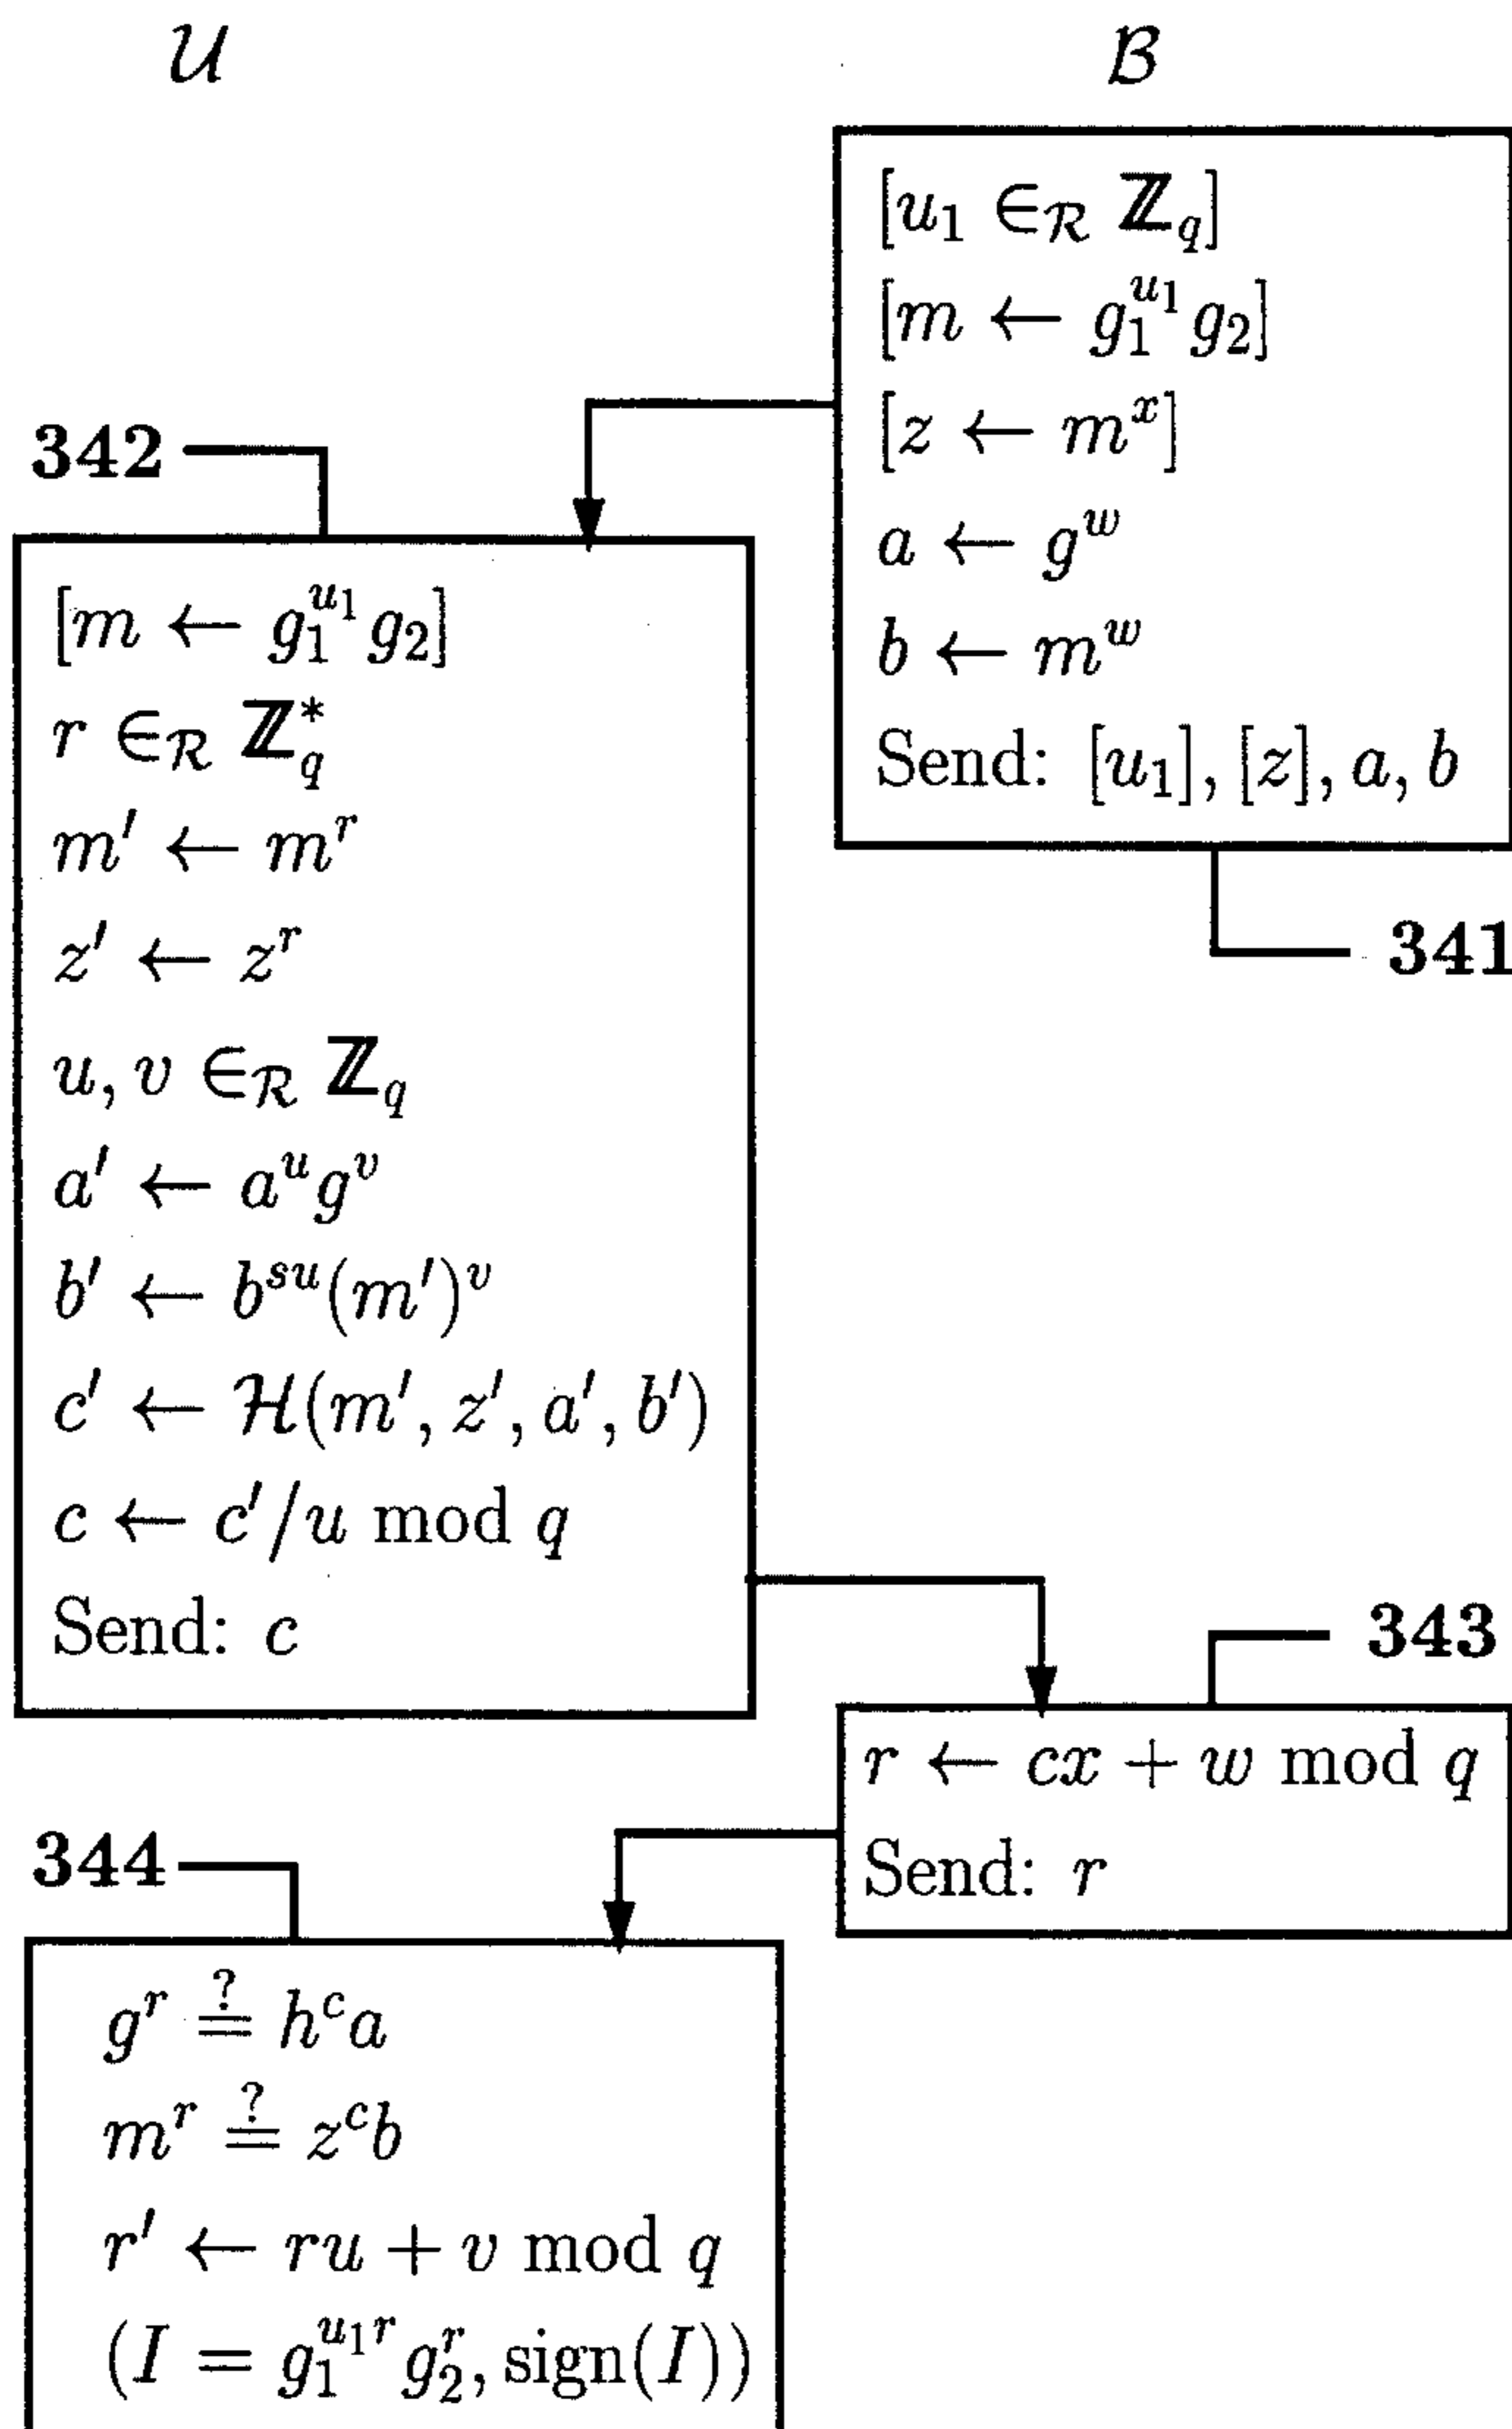 𝒰
ℬ
[u₁ ∈_ℛ ℤ_q]
[m ← g₁^{u₁} g₂]
[z ← m^x]
a ← g^w
b ← m^w
Send: [u₁], [z], a, b
341
342
[m ← g₁^{u₁} g₂]
r ∈_ℛ ℤ_q^*
m′ ← m^r
z′ ← z^r
u, v ∈_ℛ ℤ_q
a′ ← a^u g^v
b′ ← b^{su}(m′)^v
c′ ← ℋ(m′, z′, a′, b′)
c ← c′/u mod q
Send: c
343
r ← cx + w mod q
Send: r
344
g^r ≟ h^c a
m^r ≟ z^c b
r′ ← ru + v mod q
(I = g₁^{u₁r} g₂^r, sign(I))